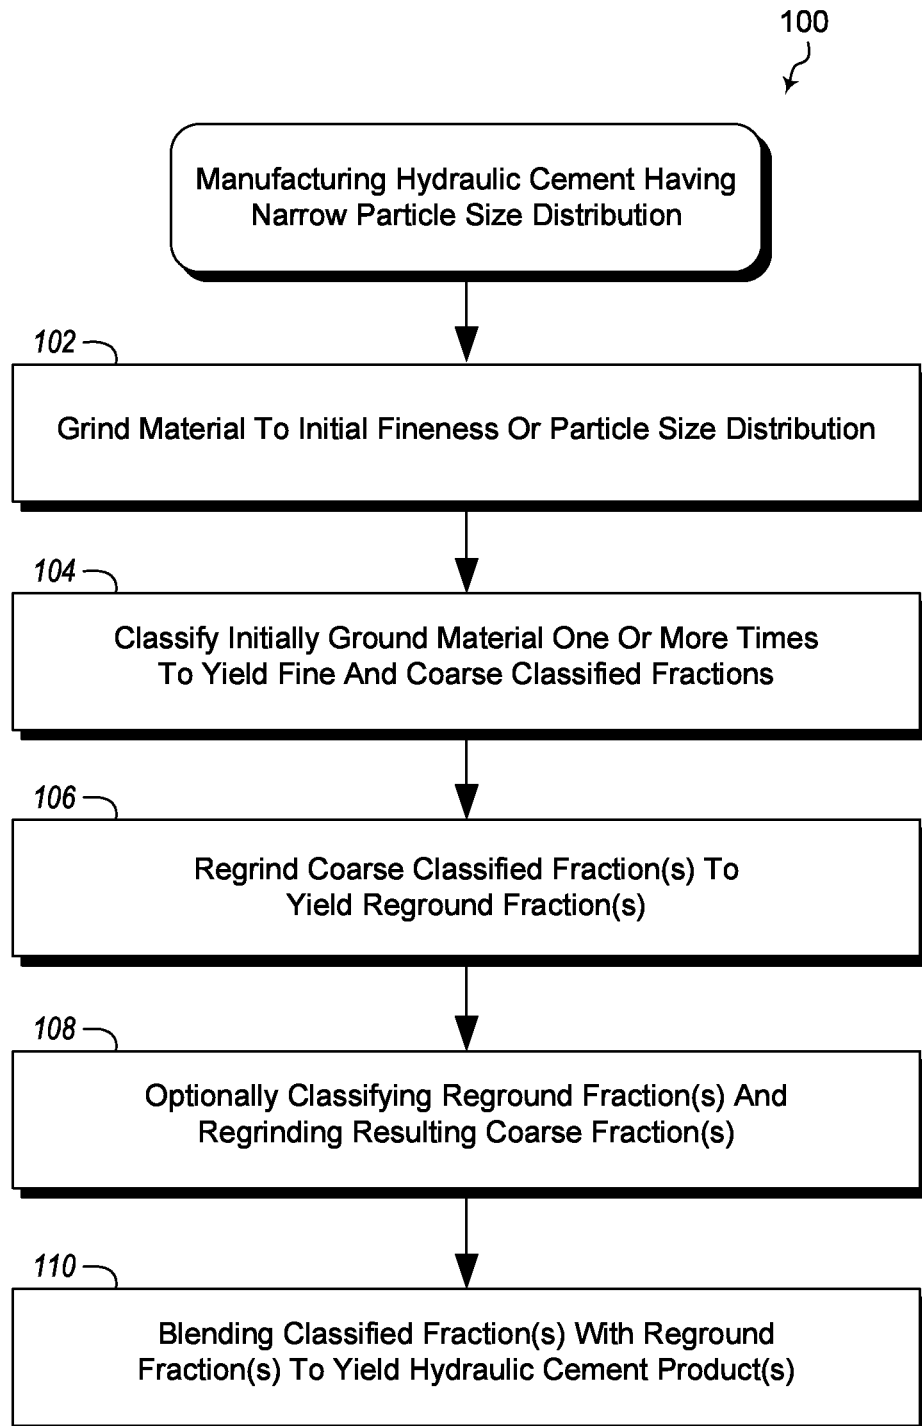 100
Manufacturing Hydraulic Cement Having
Narrow Particle Size Distribution
102
Grind Material To Initial Fineness Or Particle Size Distribution
104
Classify Initially Ground Material One Or More Times
To Yield Fine And Coarse Classified Fractions
106
Regrind Coarse Classified Fraction(s) To
Yield Reground Fraction(s)
108
Optionally Classifying Reground Fraction(s) And
Regrinding Resulting Coarse Fraction(s)
110
Blending Classified Fraction(s) With Reground
Fraction(s) To Yield Hydraulic Cement Product(s)